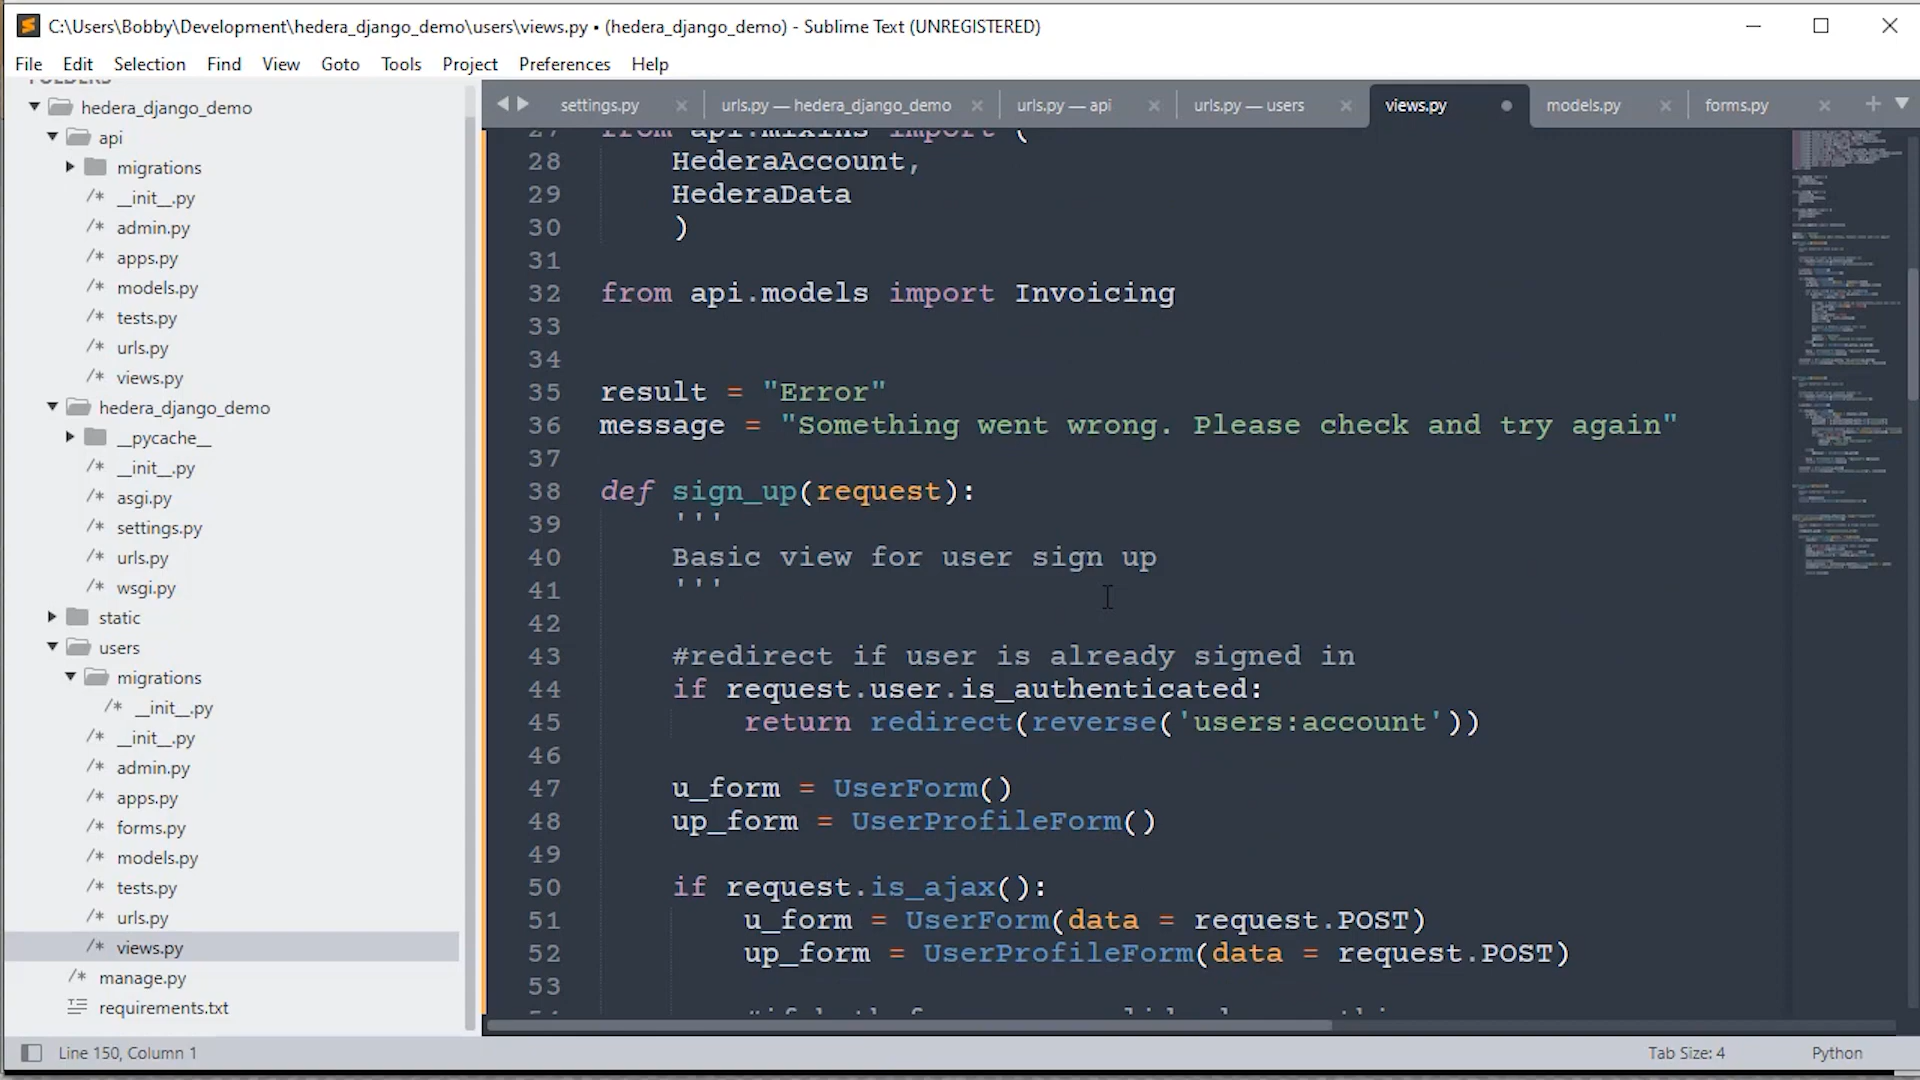 C:\Users\Bobby\Development\hedera_django_demo\users\views.py • (hedera_django_demo) - Sublime Text (UNREGISTERED)
File Edit Selection Find View Goto Tools Project Preferences Help
FOLDERS
hedera_django_demo
api
migrations
/* __init__.py
/* admin.py
/* apps.py
/* models.py
/* tests.py
/* urls.py
/* views.py
hedera_django_demo
__pycache__
/* __init__.py
/* asgi.py
/* settings.py
/* urls.py
/* wsgi.py
static
users
migrations
/* __init__.py
/* __init__.py
/* admin.py
/* apps.py
/* forms.py
/* models.py
/* tests.py
/* urls.py
/* views.py
/* manage.py
requirements.txt
settings.py urls.py — hedera_django_demo urls.py — api urls.py — users views.py models.py forms.py
27 from api.mixins import (
28 HederaAccount,
29 HederaData
30 )
31
32 from api.models import Invoicing
33
34
35 result = "Error"
36 message = "Something went wrong. Please check and try again"
37
38 def sign_up(request):
39 '''
40 Basic view for user sign up
41 '''
42
43 #redirect if user is already signed in
44 if request.user.is_authenticated:
45 return redirect(reverse('users:account'))
46
47 u_form = UserForm()
48 up_form = UserProfileForm()
49
50 if request.is_ajax():
51 u_form = UserForm(data = request.POST)
52 up_form = UserProfileForm(data = request.POST)
53
Line 150, Column 1
Tab Size: 4 Python